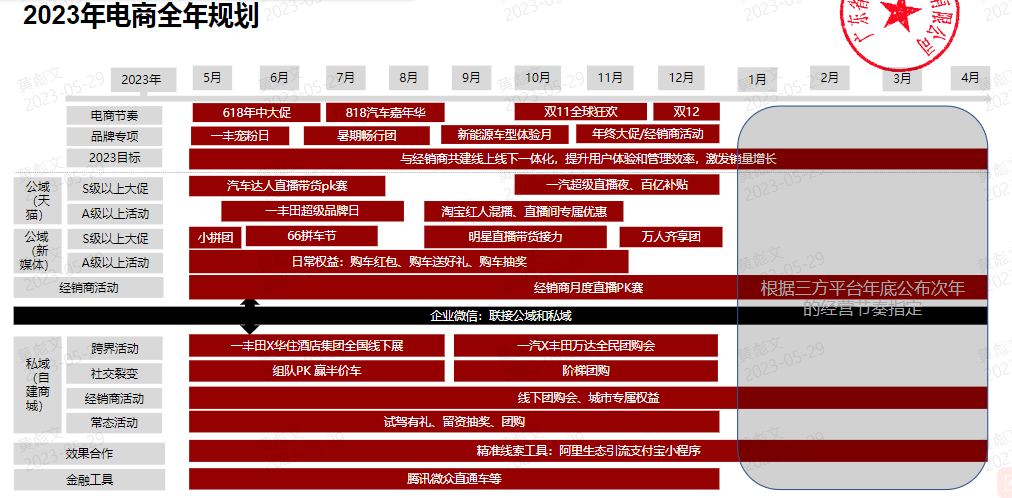 2023年电商全年规划
2023年 5月 6月 7月 8月 9月 10月 11月 12月 1月 2月 3月 4月
电商节奏 618年中大促 818汽车嘉年华 双11全球狂欢 双12
品牌专项 一丰宠粉日 暑期畅行团 新能源车型体验月 年终大促/经销商活动
2023目标 与经销商共建线上线下一体化，提升用户体验和管理效率，激发销量增长
公域
（天
猫）
S级以上大促 汽车达人直播带货pk赛 一汽超级直播夜、百亿补贴
A级以上活动 一丰田超级品牌日 淘宝红人混播、直播间专属优惠
公域
（新
媒体）
S级以上大促 小拼团 66拼车节 明星直播带货接力 万人齐享团
A级以上活动 日常权益：购车红包、购车送好礼、购车抽奖
经销商活动 经销商月度直播PK赛
根据三方平台年底公布次年
的经营节奏指定
企业微信：联接公域和私域
私域
（自
建商
城）
跨界活动 一丰田X华住酒店集团全国线下展 一汽X丰田万达全民团购会
社交裂变 组队PK 赢半价车 阶梯团购
经销商活动 线下团购会、城市专属权益
常态活动 试驾有礼、留资抽奖、团购
效果合作 精准线索工具：阿里生态引流支付宝小程序
金融工具 腾讯微众直通车等
黄彪文
2023-05-29
广东省
有限公司